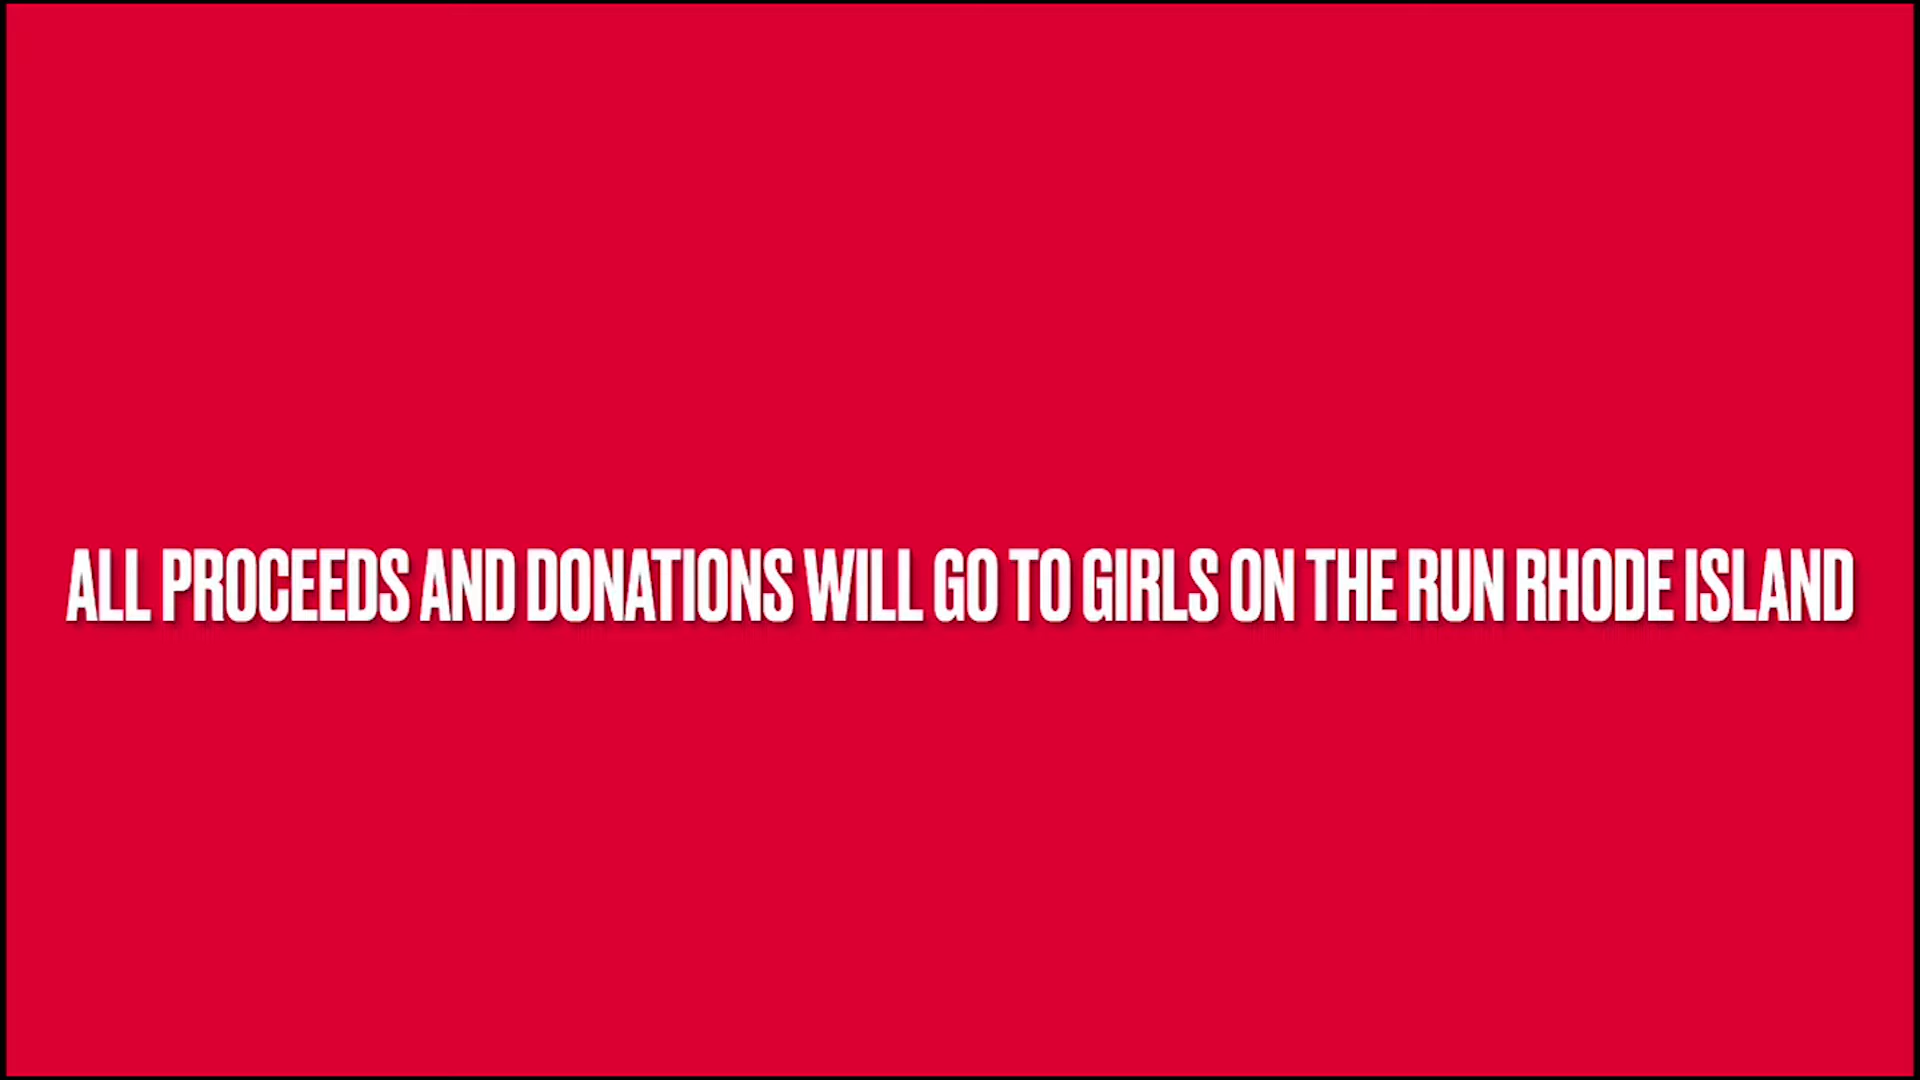 ALL PROCEEDS AND DONATIONS WILL GO TO GIRLS ON THE RUN RHODE ISLAND